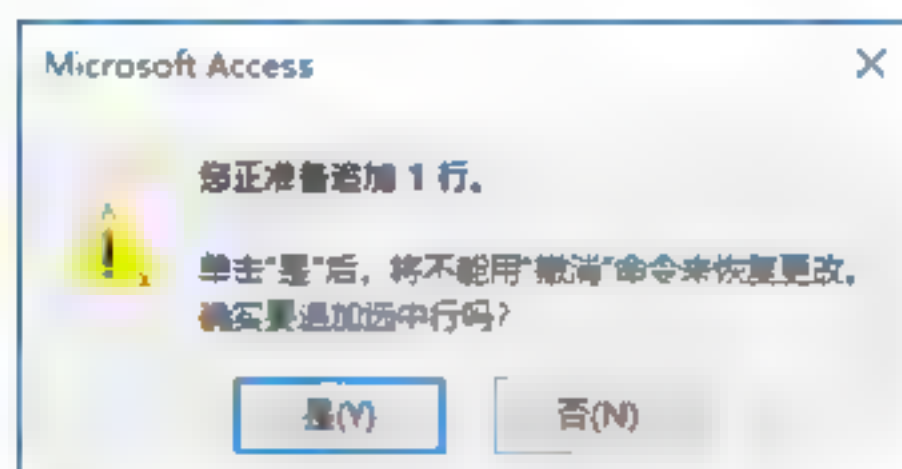 Microsoft Access
您正准备追加 1 行。
单击"是"后，将不能用"撤消"命令来恢复更改。
确实要追加选中行吗?
是(Y)
否(N)